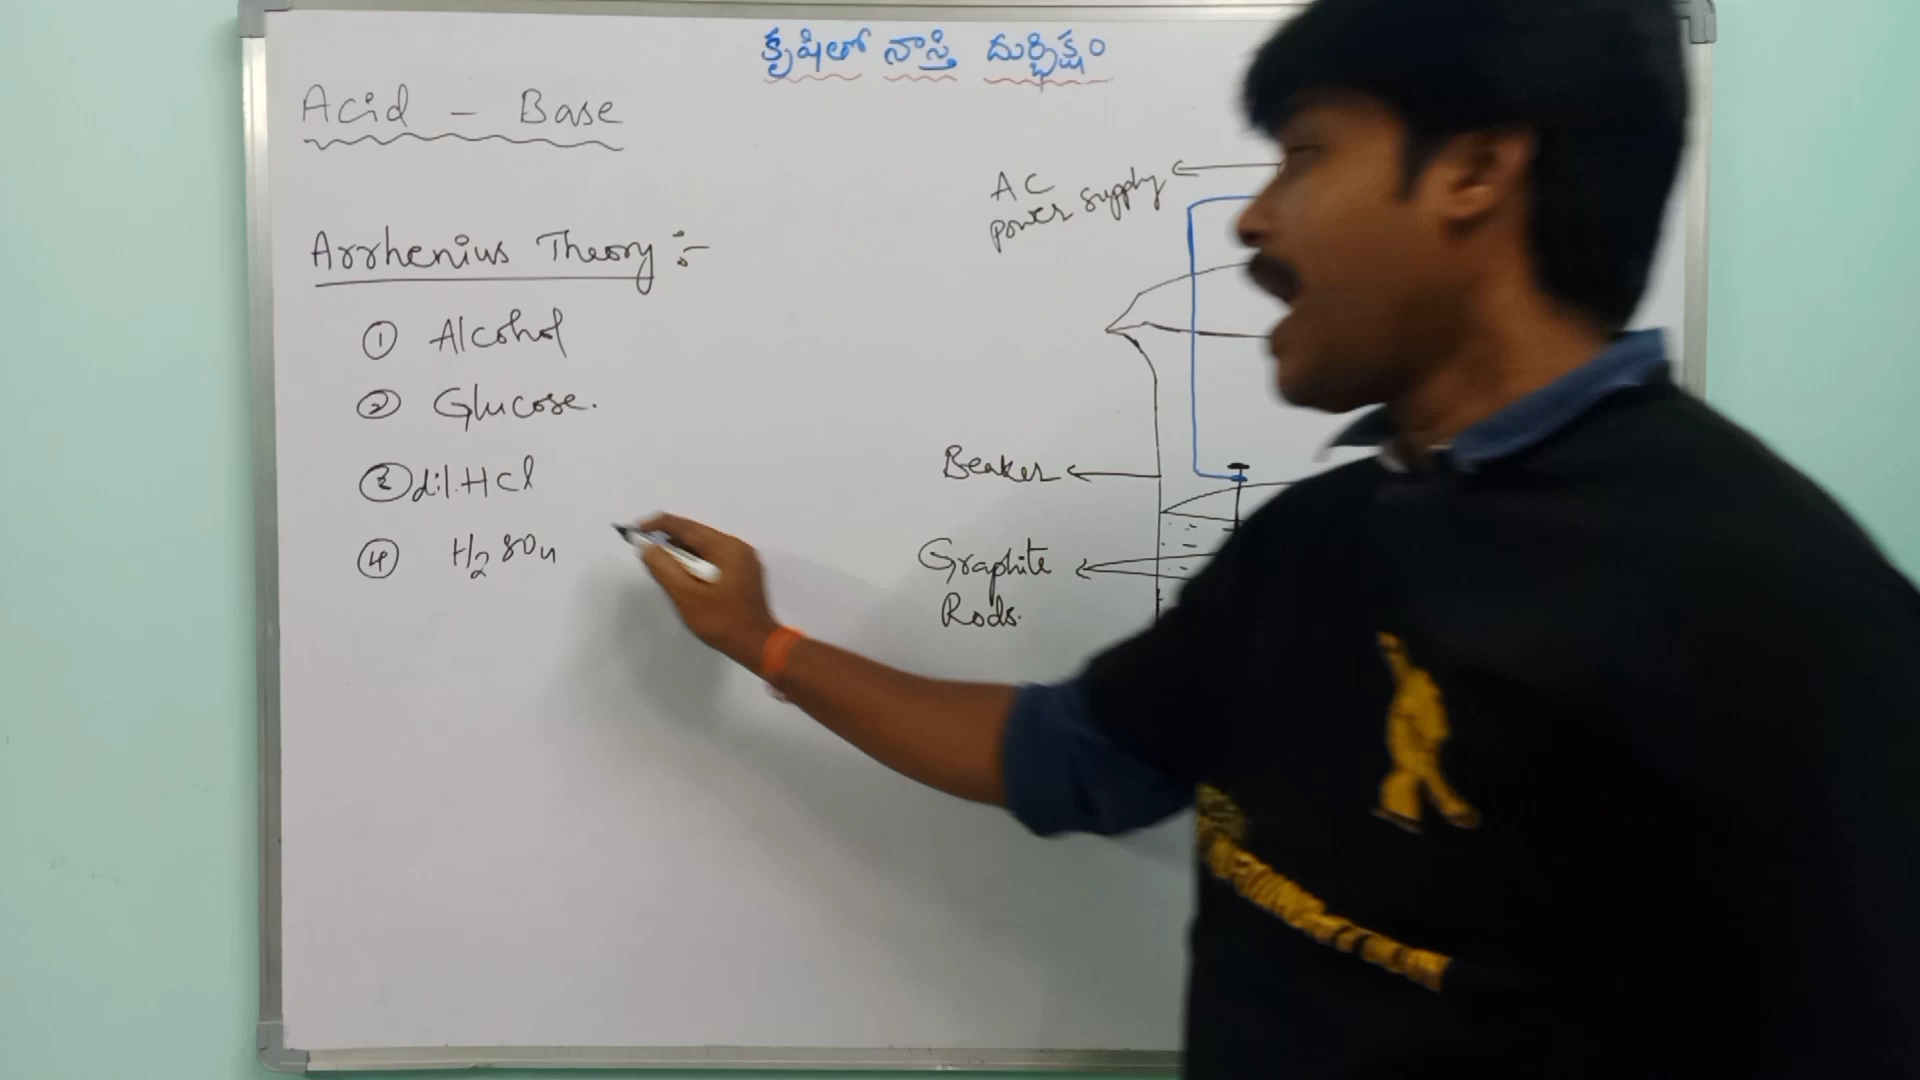 కృషితో నాస్తి దుర్భిక్షం
Acid - Base
Arrhenius Theory :-
① Alcohol
② Glucose.
③ dil.HCl
④ H2SO4
AC
power supply
Beaker
Graphite
Rods.